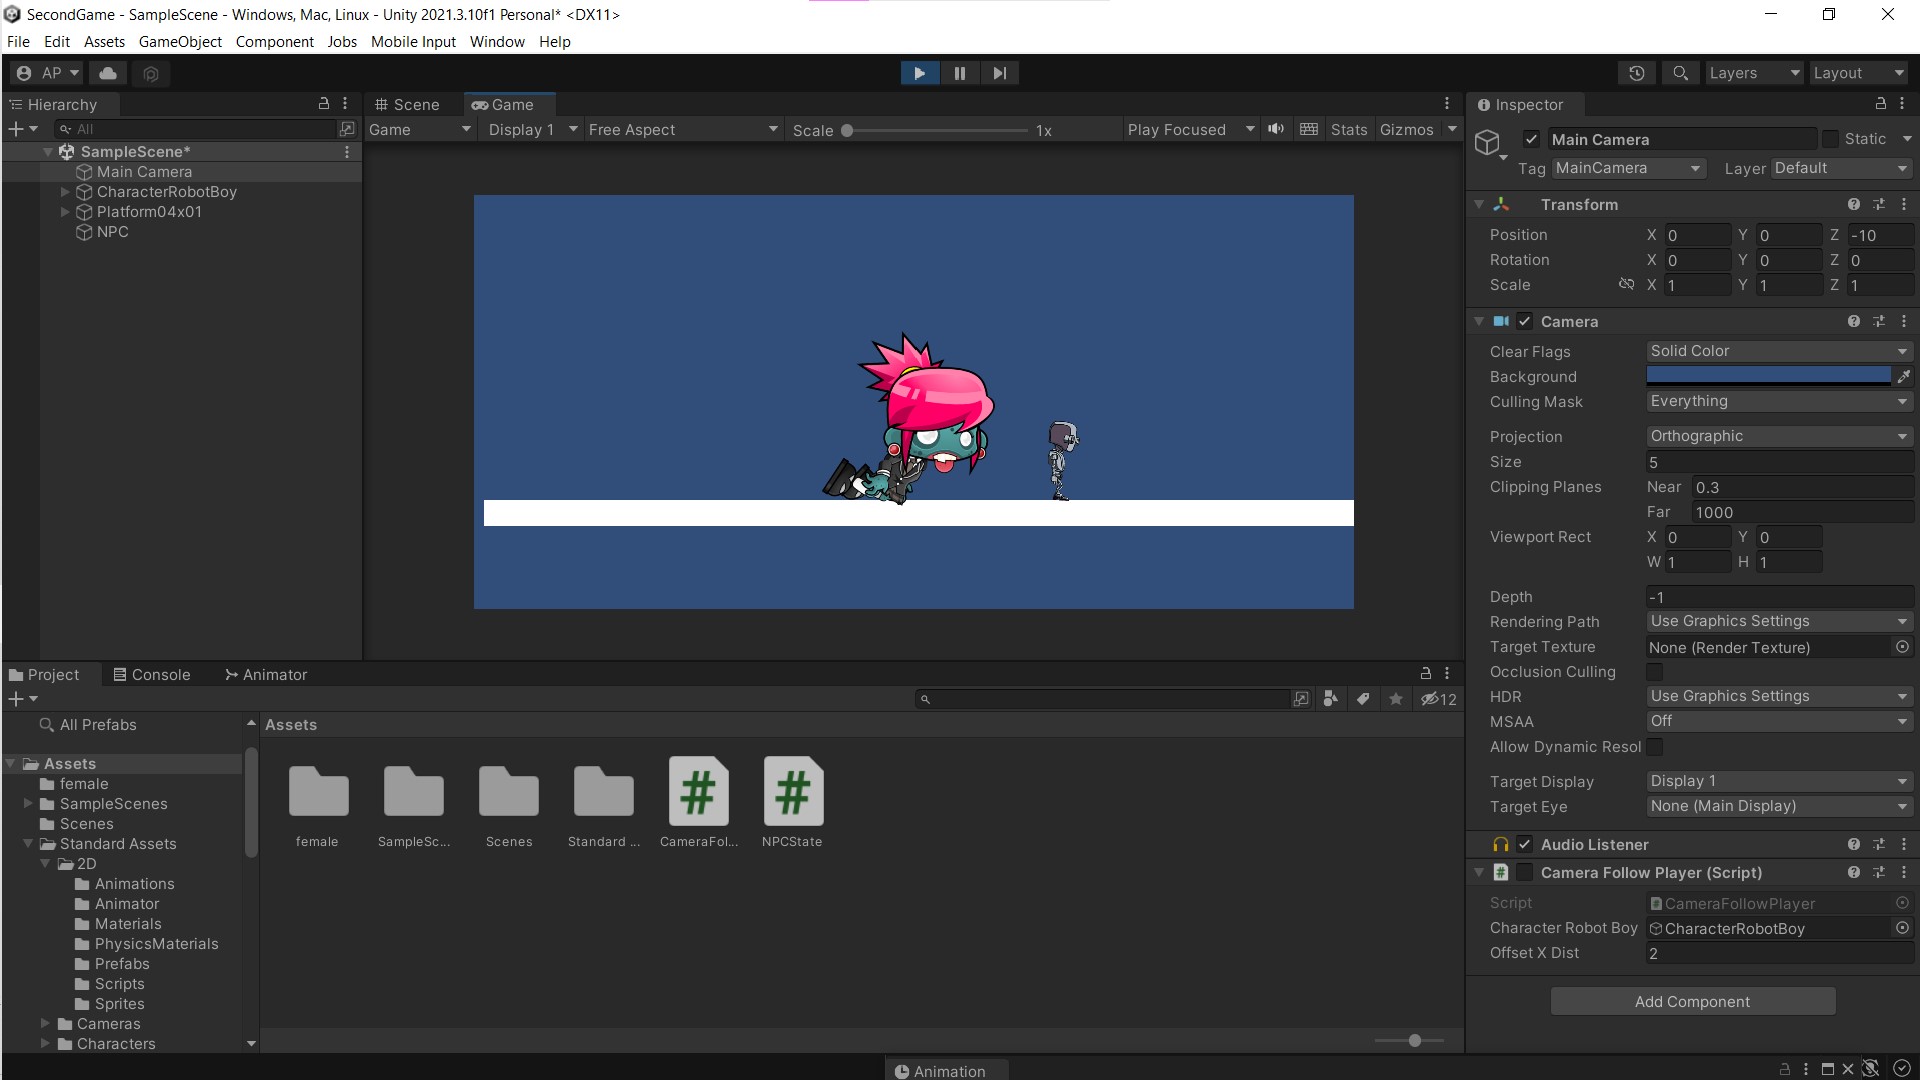 SecondGame - SampleScene - Windows, Mac, Linux - Unity 2021.3.10f1 Personal* <DX11>
File Edit Assets GameObject Component Jobs Mobile Input Window Help
AP
Layers
Layout
Hierarchy
All
SampleScene*
Main Camera
CharacterRobotBoy
Platform04x01
NPC
Scene
Game
Game
Display 1
Free Aspect
Scale
1x
Play Focused
Stats
Gizmos
Inspector
Main Camera
Static
Tag MainCamera
Layer Default
Transform
Position X 0 Y 0 Z -10
Rotation X 0 Y 0 Z 0
Scale X 1 Y 1 Z 1
Camera
Clear Flags Solid Color
Background
Culling Mask Everything
Projection Orthographic
Size 5
Clipping Planes Near 0.3
Far 1000
Viewport Rect X 0 Y 0
W 1 H 1
Depth -1
Rendering Path Use Graphics Settings
Target Texture None (Render Texture)
Occlusion Culling
HDR Use Graphics Settings
MSAA Off
Allow Dynamic Resol
Target Display Display 1
Target Eye None (Main Display)
Audio Listener
# Camera Follow Player (Script)
Script # CameraFollowPlayer
Character Robot Boy CharacterRobotBoy
Offset X Dist 2
Add Component
Project
Console
Animator
12
All Prefabs
Assets
female
SampleScenes
Scenes
Standard Assets
2D
Animations
Animator
Materials
PhysicsMaterials
Prefabs
Scripts
Sprites
Cameras
Characters
Assets
# #
female SampleSc... Scenes Standard ... CameraFol... NPCState
Animation